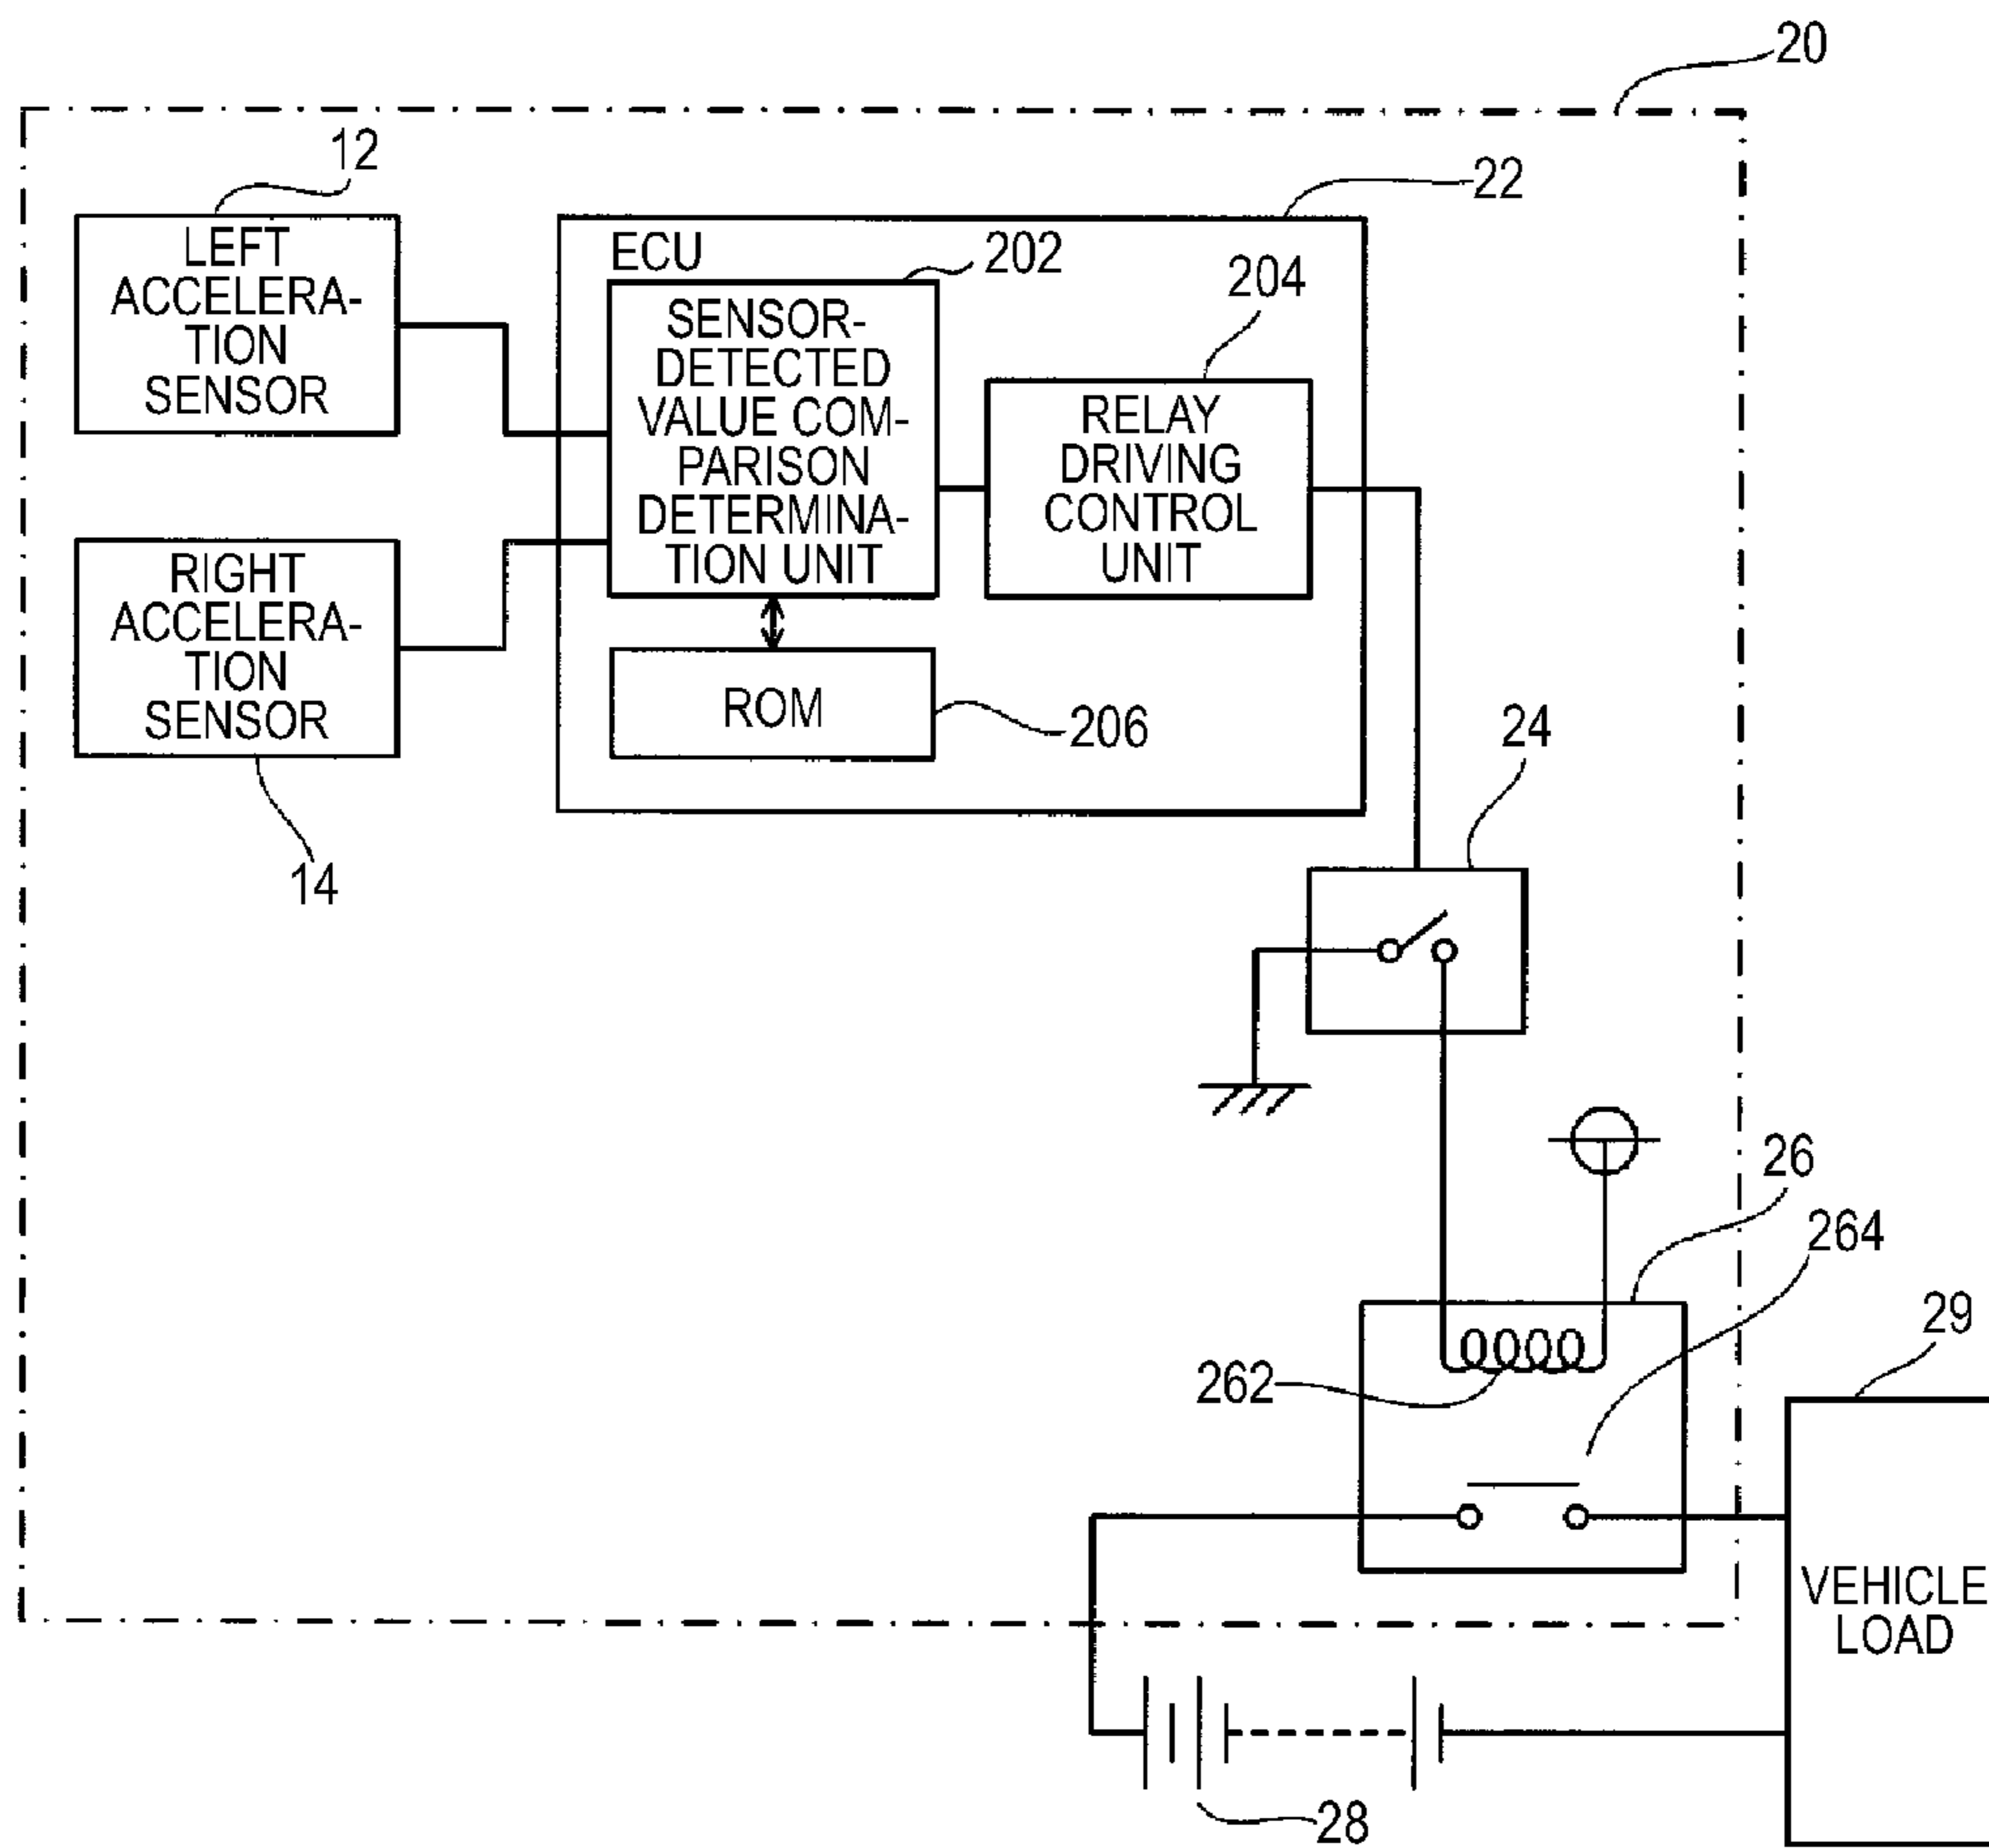 20
12
22
LEFT
ACCELERA-
TION
SENSOR
ECU
202
204
SENSOR-
DETECTED
VALUE COM-
PARISON
DETERMINA-
TION UNIT
RELAY
DRIVING
CONTROL
UNIT
RIGHT
ACCELERA-
TION
SENSOR
ROM
206
14
24
26
264
262
29
VEHICLE
LOAD
28